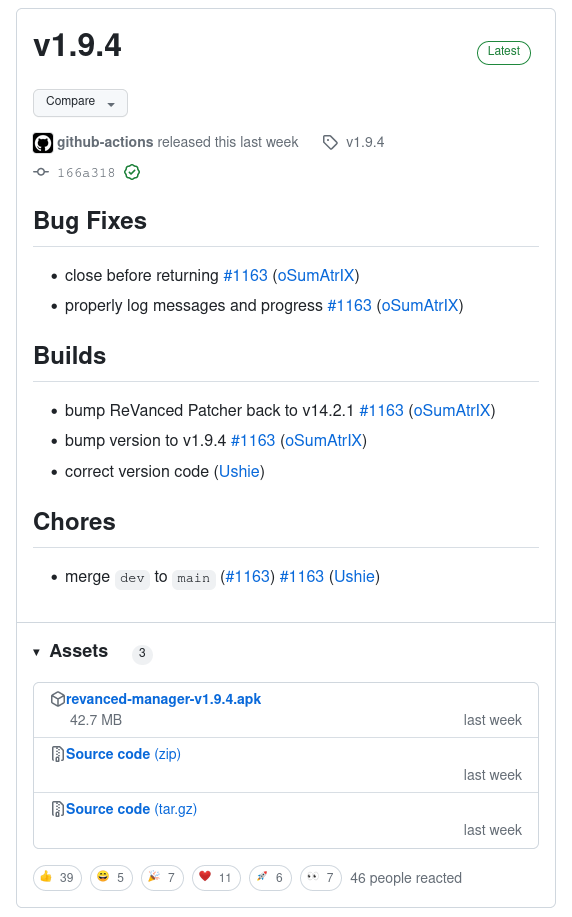 v1.9.4
Latest
Compare
github-actions released this last week v1.9.4
166a318
Bug Fixes
close before returning #1163 (oSumAtrIX)
properly log messages and progress #1163 (oSumAtrIX)
Builds
bump ReVanced Patcher back to v14.2.1 #1163 (oSumAtrIX)
bump version to v1.9.4 #1163 (oSumAtrIX)
correct version code (Ushie)
Chores
merge dev to main (#1163) #1163 (Ushie)
Assets 3
revanced-manager-v1.9.4.apk
42.7 MB last week
Source code (zip)
last week
Source code (tar.gz)
last week
👍 39 😄 5 🎉 7 ❤️ 11 🚀 6 👀 7 46 people reacted